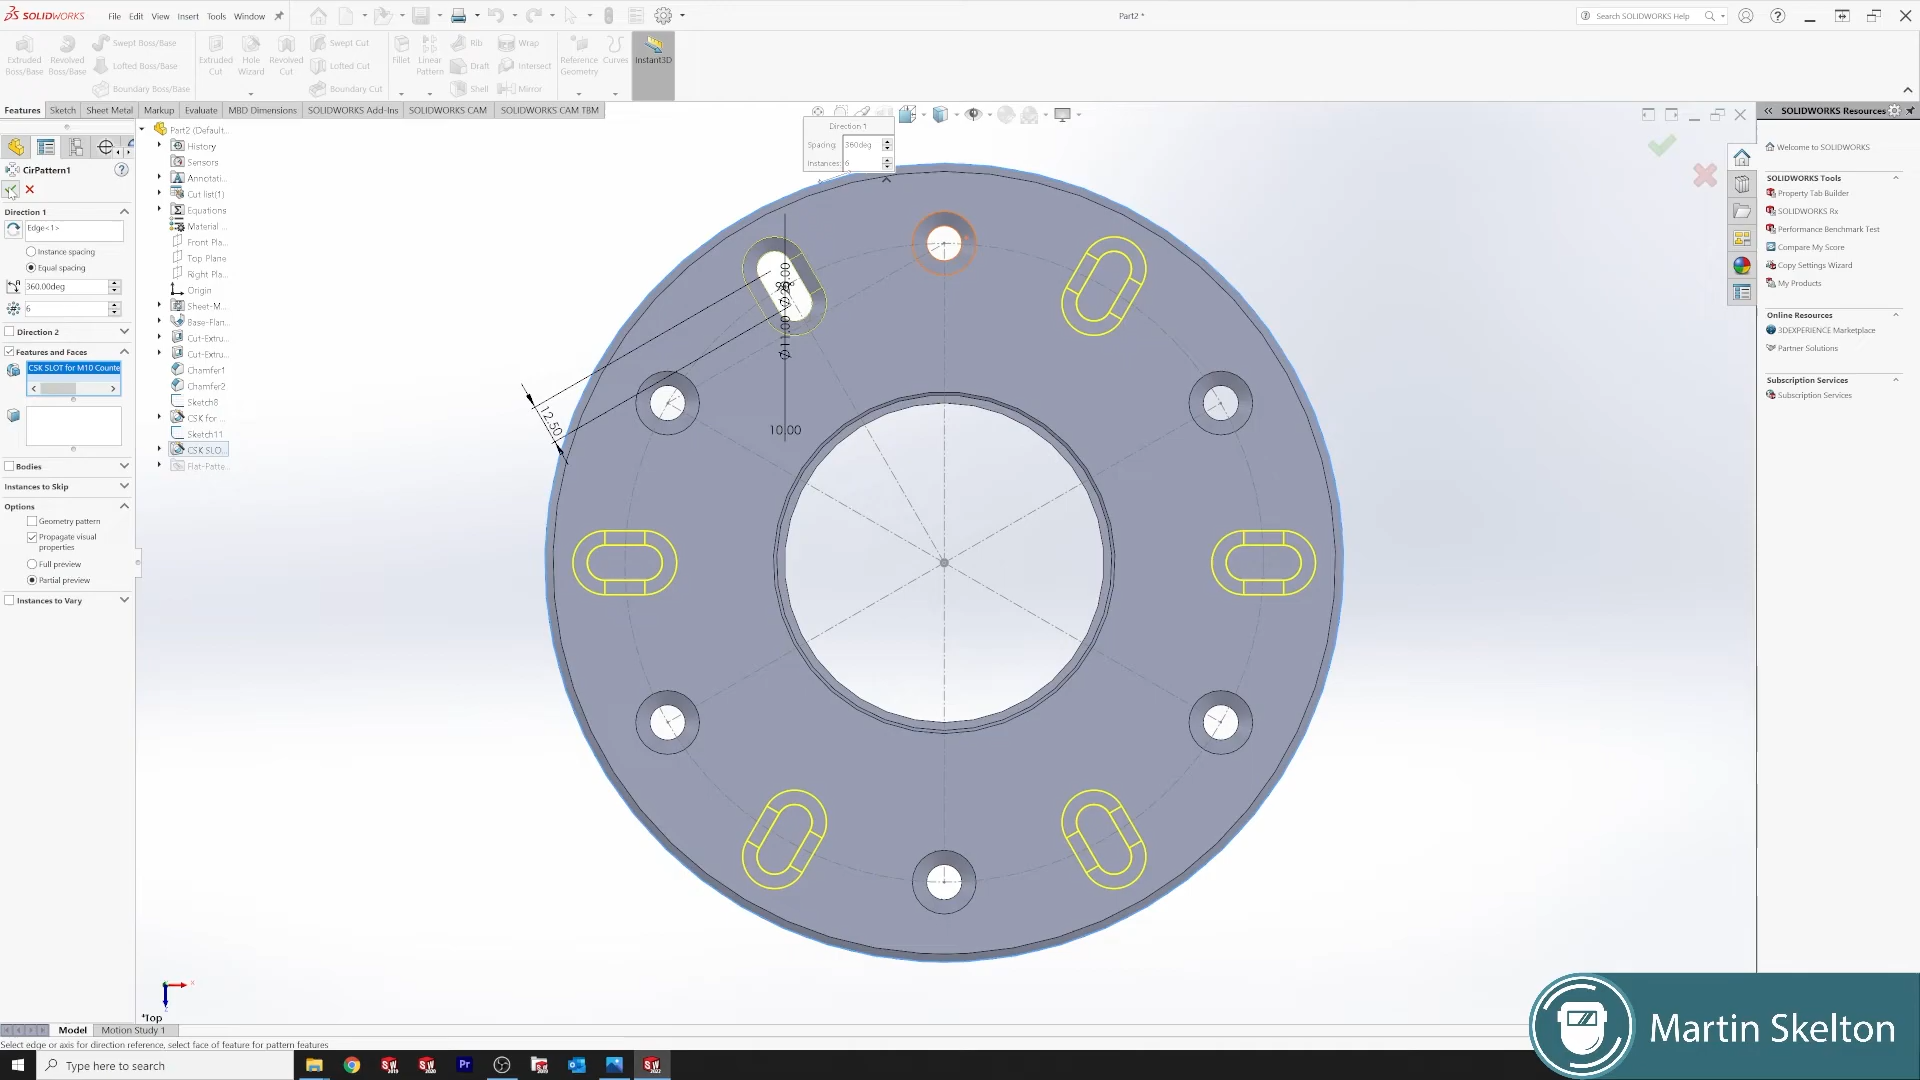 SOLIDWORKS File Edit View Insert Tools Window Part2 * Search SOLIDWORKS Help
Extruded Boss/Base Revolved Boss/Base Swept Boss/Base Lofted Boss/Base Boundary Boss/Base Extruded Cut Hole Wizard Revolved Cut Swept Cut Lofted Cut Boundary Cut Fillet Linear Pattern Rib Draft Shell Wrap Intersect Mirror Reference Geometry Curves Instant3D
Features Sketch Sheet Metal Markup Evaluate MBD Dimensions SOLIDWORKS Add-Ins SOLIDWORKS CAM SOLIDWORKS CAM TBM
CirPattern1
Direction 1
Edge<1>
Instance spacing
Equal spacing
360.00deg
6
Direction 2
Features and Faces
CSK SLOT for M10 Counte
Bodies
Instances to Skip
Options
Geometry pattern
Propagate visual properties
Full preview
Partial preview
Instances to Vary
Part2 (Default...
History
Sensors
Annotati...
Cut list(1)
Equations
Material ...
Front Pla...
Top Plane
Right Pla...
Origin
Sheet-M...
Base-Flan...
Cut-Extru...
Cut-Extru...
Chamfer1
Chamfer2
Sketch8
CSK for ...
Sketch11
CSK SLO...
Flat-Patte...
Direction 1
Spacing: 360deg
Instances: 6
12.50
10.00
*Top
SOLIDWORKS Resources
Welcome to SOLIDWORKS
SOLIDWORKS Tools
Property Tab Builder
SOLIDWORKS Rx
Performance Benchmark Test
Compare My Score
Copy Settings Wizard
My Products
Online Resources
3DEXPERIENCE Marketplace
Partner Solutions
Subscription Services
Subscription Services
Model Motion Study 1
Select edge or axis for direction reference, select face of feature for pattern features
Type here to search
Martin Skelton